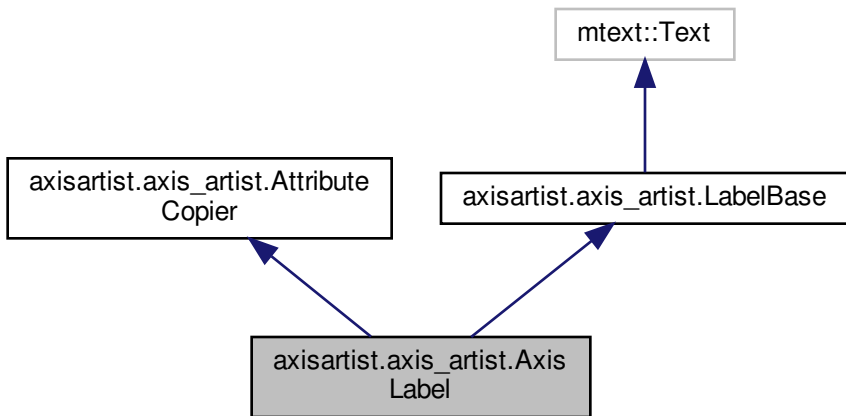 mtext::Text
axisartist.axis_artist.Attribute
Copier
axisartist.axis_artist.LabelBase
axisartist.axis_artist.Axis
Label